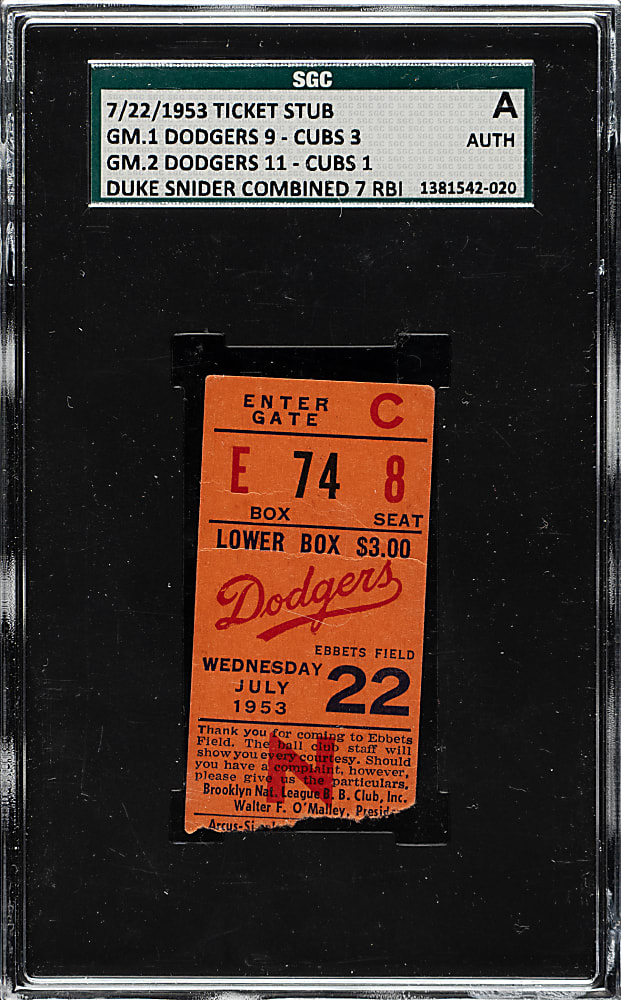 SGC
7/22/1953 TICKET STUB
A
GM.1 DODGERS 9 - CUBS 3
AUTH
GM.2 DODGERS 11 - CUBS 1
DUKE SNIDER COMBINED 7 RBI 1381542-020
ENTER
GATE C
E 74 8
BOX SEAT
LOWER BOX $3.00
Dodgers
EBBETS FIELD
WEDNESDAY
JULY 22
1953
N
Thank you for coming to Ebbets
Field. The ball club staff will
show you every courtesy. Should
you have a complaint, however,
please give us the particulars.
Brooklyn Nat. League B. B. Club, Inc.
Walter F. O'Malley,